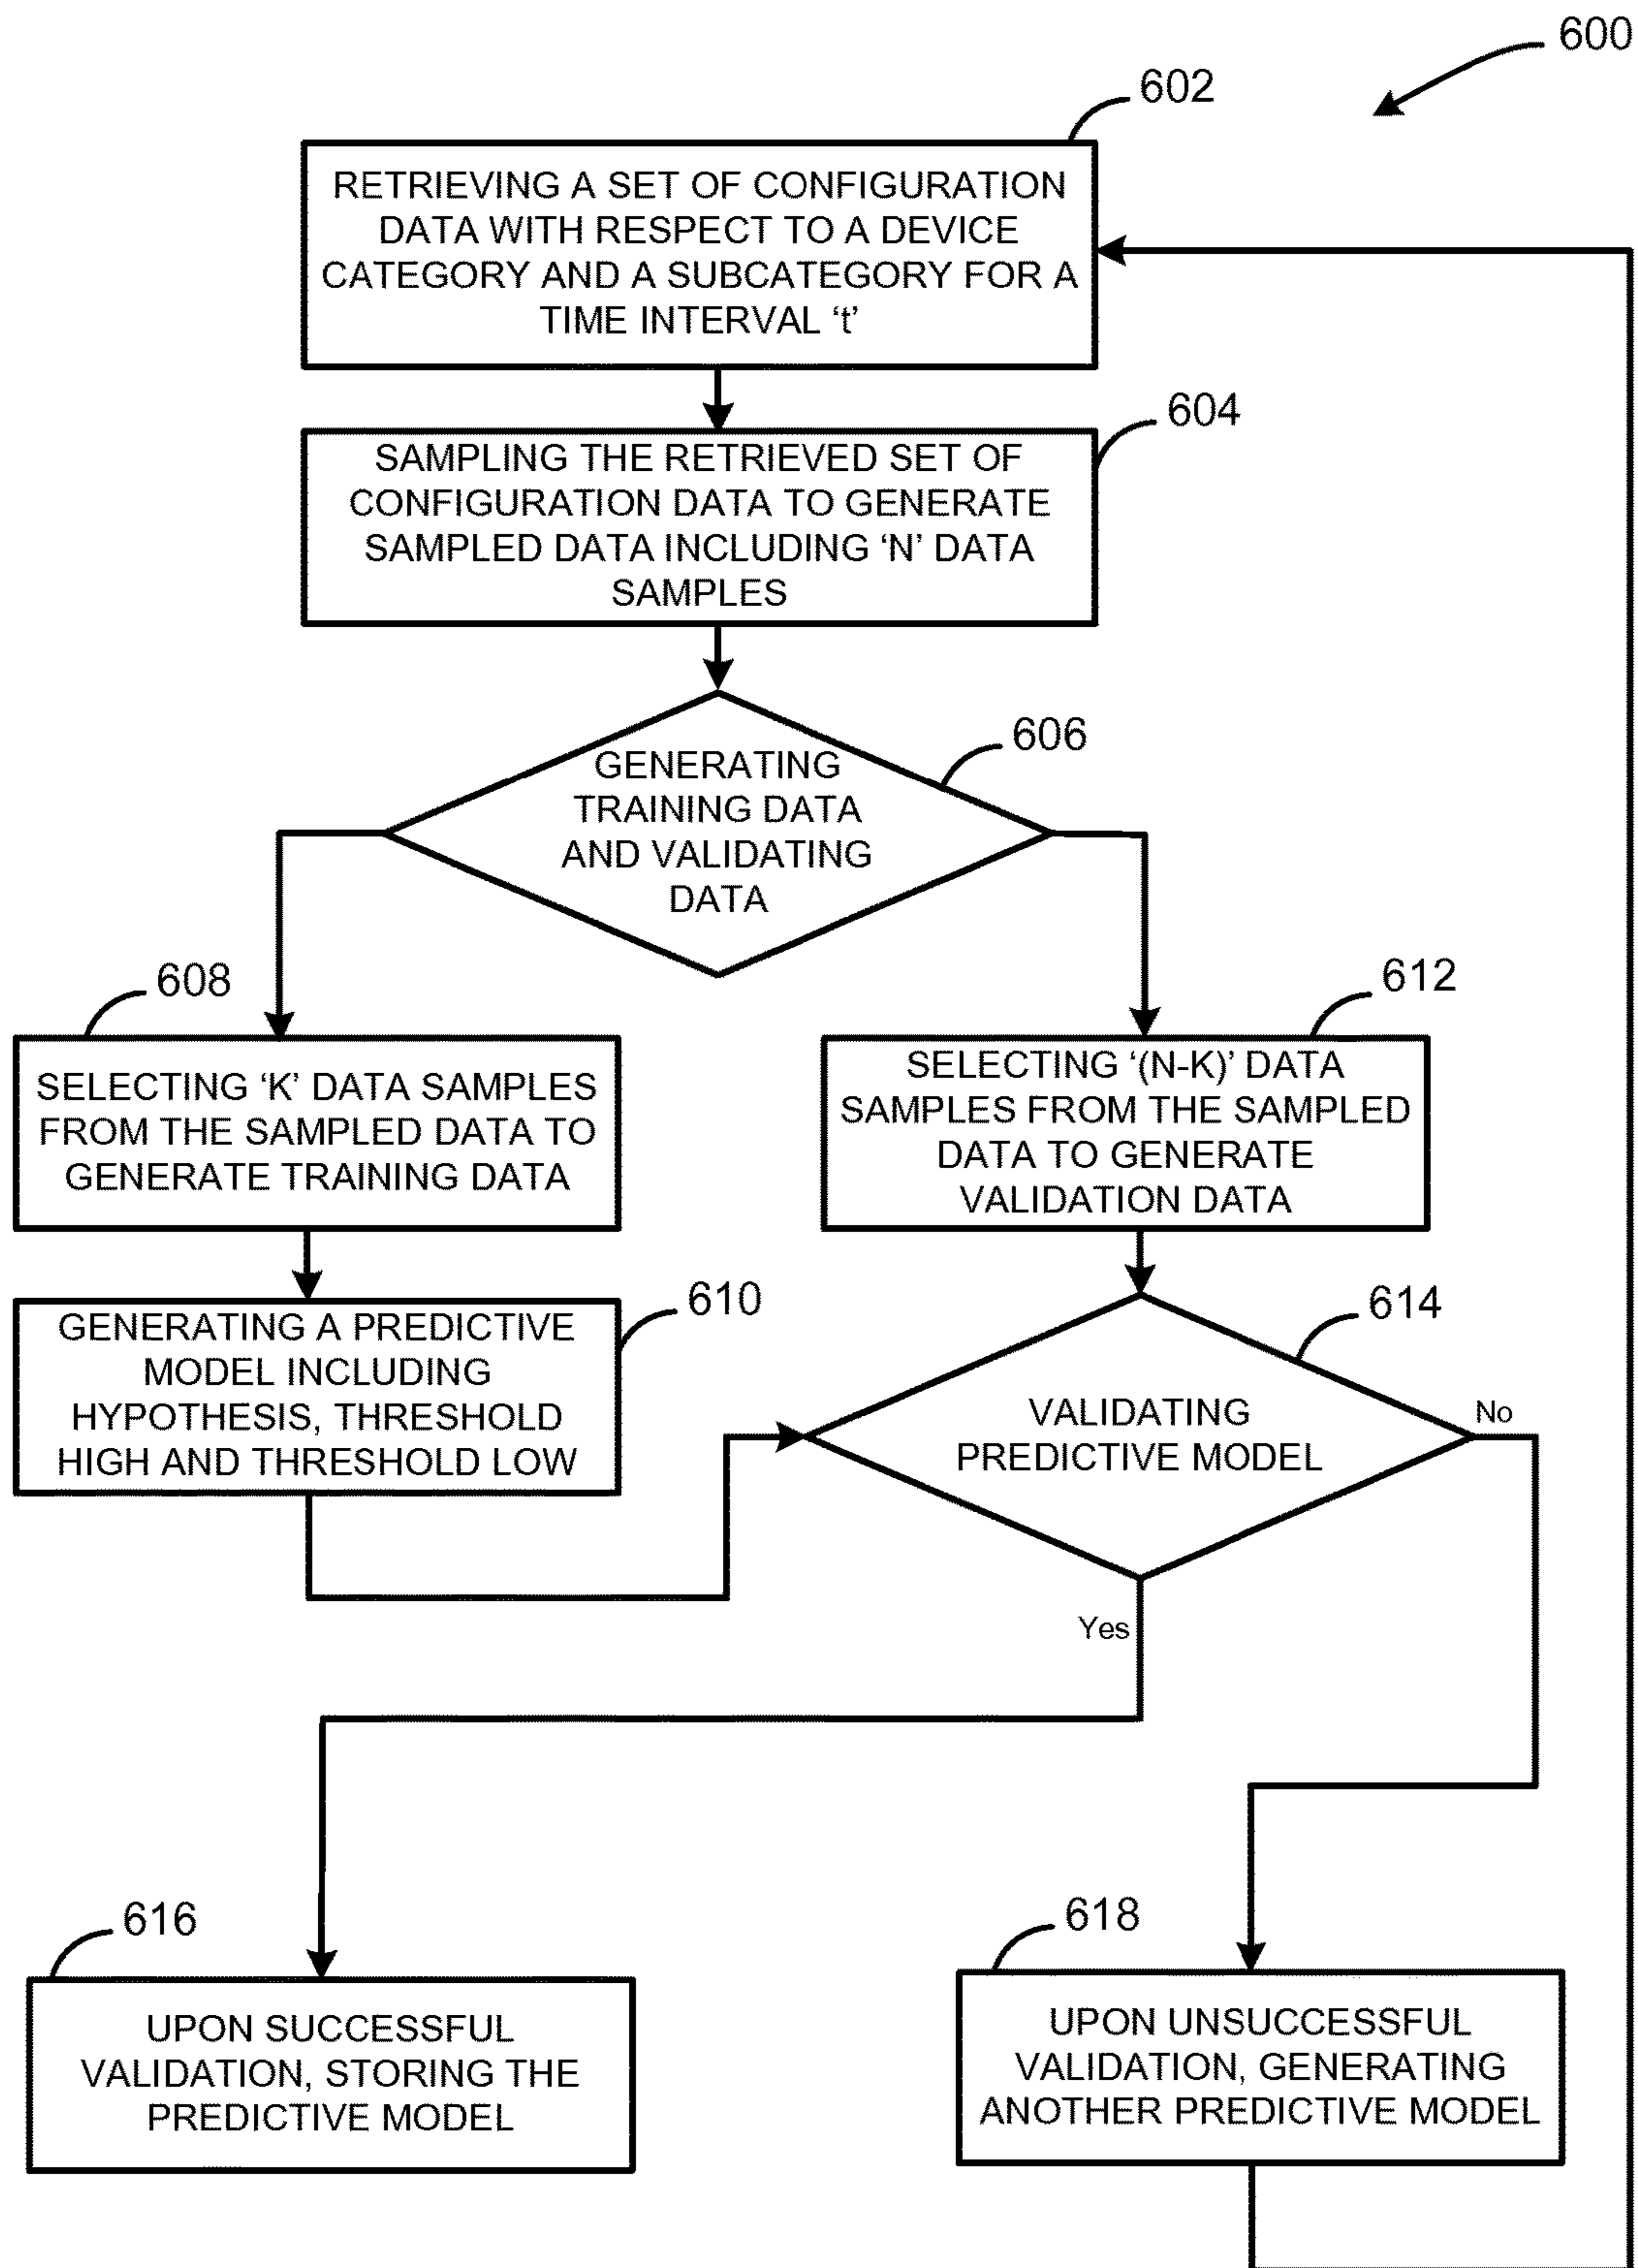 600
602
RETRIEVING A SET OF CONFIGURATION
DATA WITH RESPECT TO A DEVICE
CATEGORY AND A SUBCATEGORY FOR A
TIME INTERVAL ‘t’
604
SAMPLING THE RETRIEVED SET OF
CONFIGURATION DATA TO GENERATE
SAMPLED DATA INCLUDING ‘N’ DATA
SAMPLES
606
GENERATING
TRAINING DATA
AND VALIDATING
DATA
608
SELECTING ‘K’ DATA SAMPLES
FROM THE SAMPLED DATA TO
GENERATE TRAINING DATA
612
SELECTING ‘(N-K)’ DATA
SAMPLES FROM THE SAMPLED
DATA TO GENERATE
VALIDATION DATA
610
GENERATING A PREDICTIVE
MODEL INCLUDING
HYPOTHESIS, THRESHOLD
HIGH AND THRESHOLD LOW
614
VALIDATING
PREDICTIVE MODEL
No
Yes
616
UPON SUCCESSFUL
VALIDATION, STORING THE
PREDICTIVE MODEL
618
UPON UNSUCCESSFUL
VALIDATION, GENERATING
ANOTHER PREDICTIVE MODEL